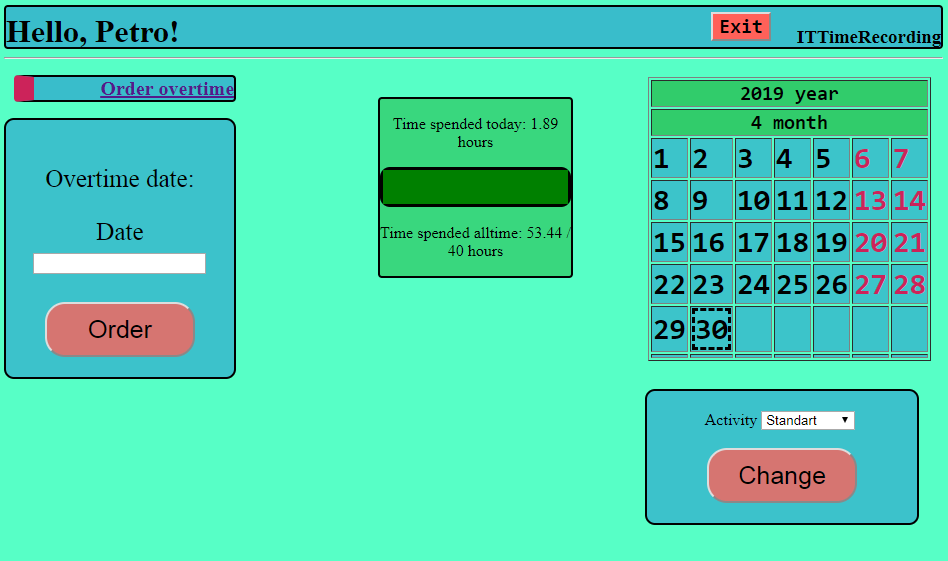 Hello, Petro!
Exit
ITTimeRecording
Order overtime
Overtime date:
Date
Order
Time spended today: 1.89
hours
Time spended alltime: 53.44 /
40 hours
2019 year
4 month
1 2 3 4 5 6 7
8 9 10 11 12 13 14
15 16 17 18 19 20 21
22 23 24 25 26 27 28
29 30
Activity Standart
Change